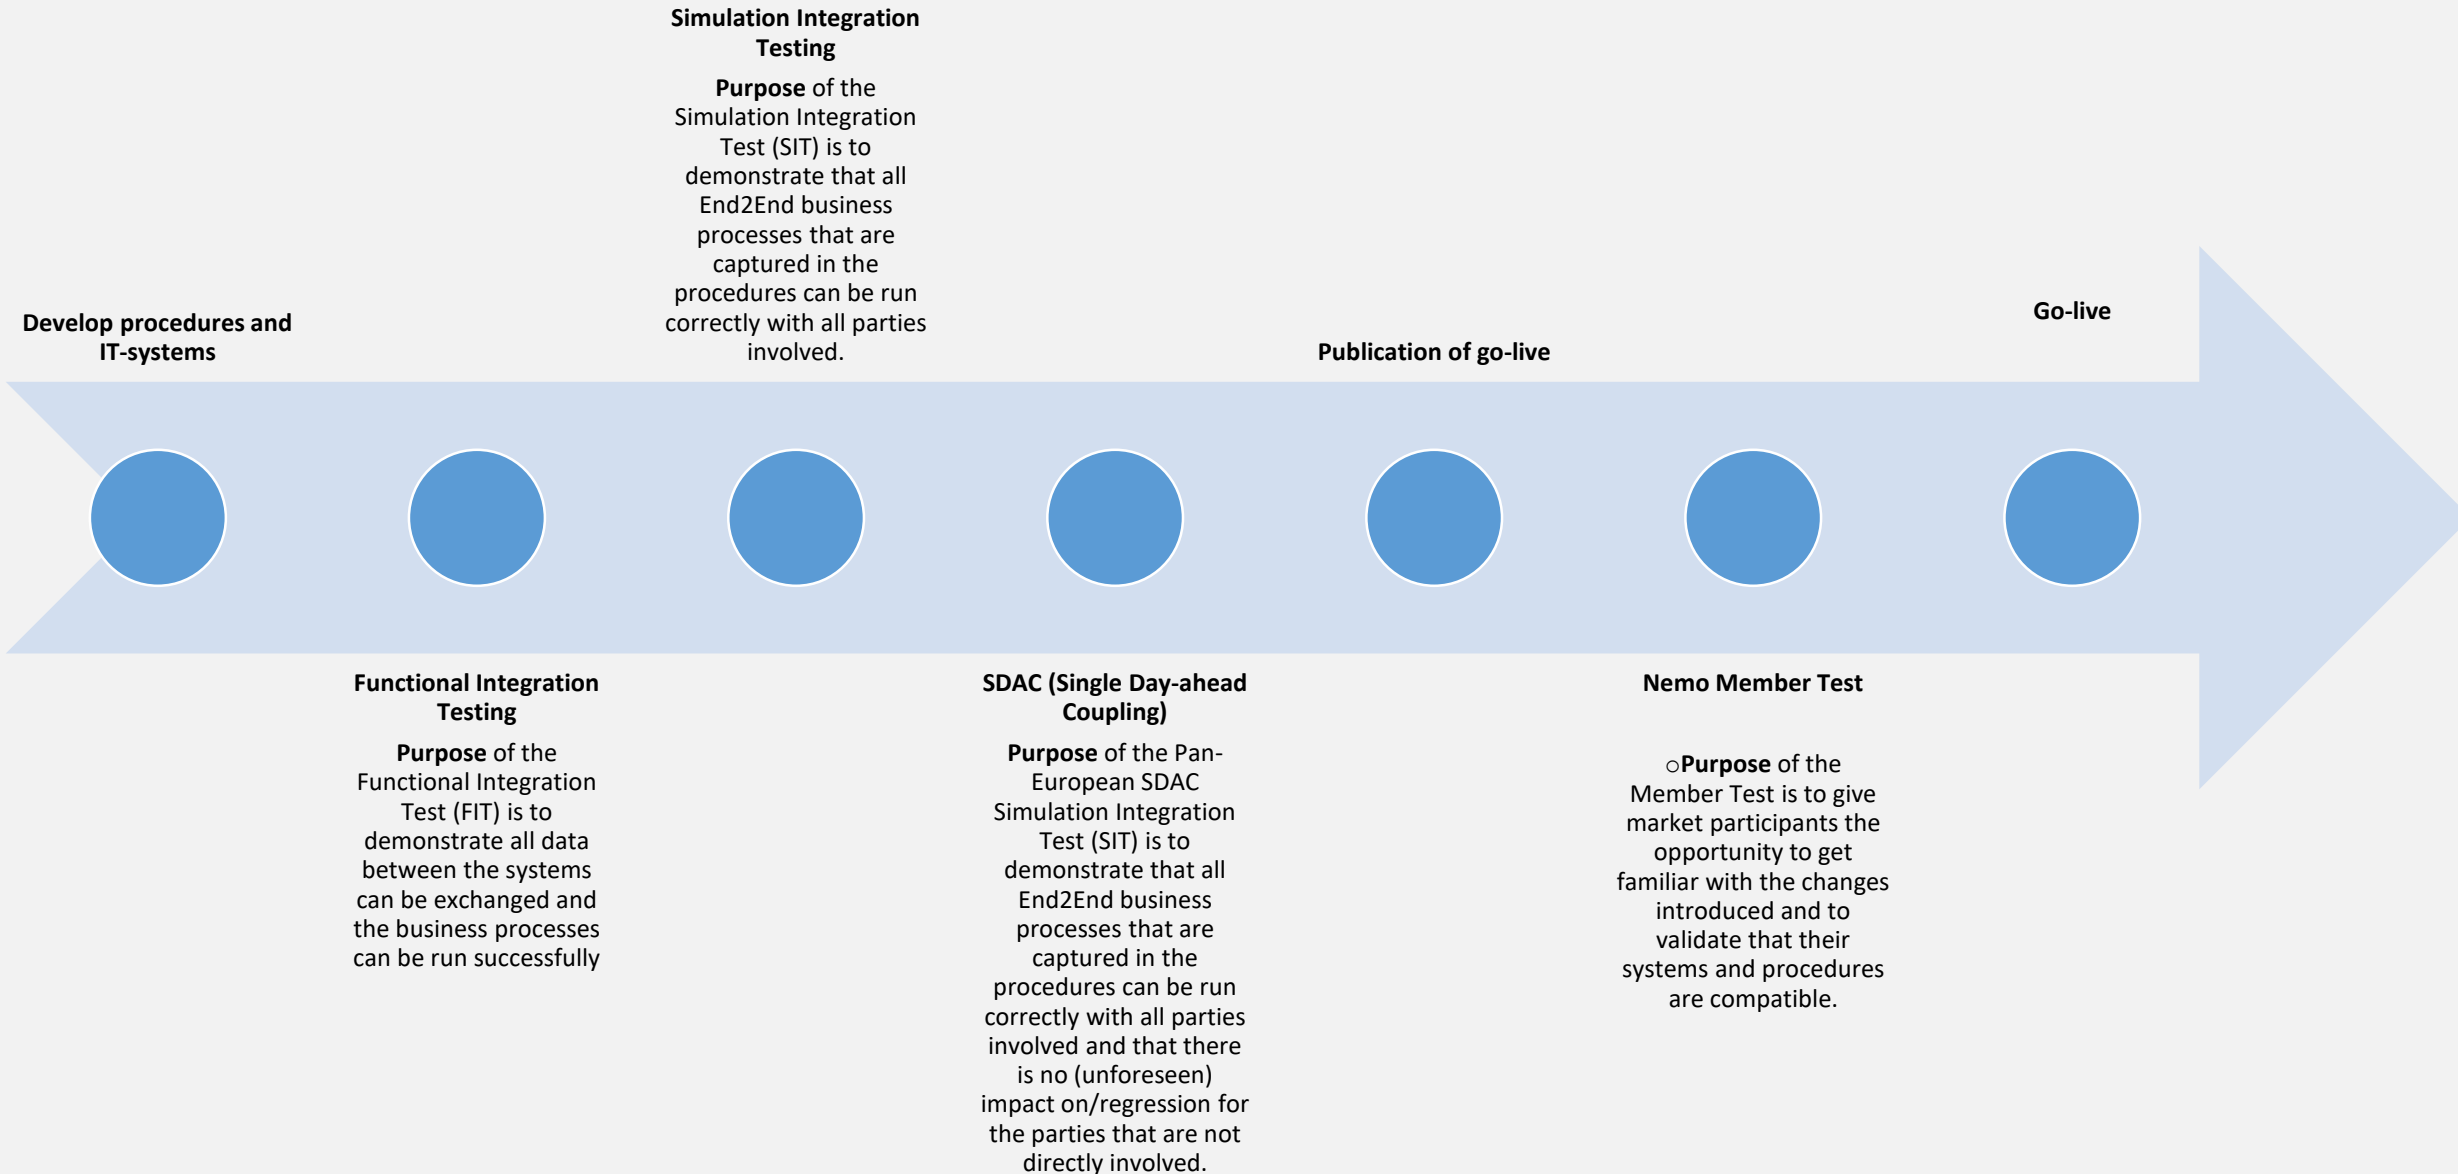 Develop procedures and
IT-systems
Functional Integration
Testing
Purpose of the
Functional Integration
Test (FIT) is to
demonstrate all data
between the systems
can be exchanged and
the business processes
can be run successfully
Simulation Integration
Testing
Purpose of the
Simulation Integration
Test (SIT) is to
demonstrate that all
End2End business
processes that are
captured in the
procedures can be run
correctly with all parties
involved.
SDAC (Single Day-ahead
Coupling)
Purpose of the Pan-
European SDAC
Simulation Integration
Test (SIT) is to
demonstrate that all
End2End business
processes that are
captured in the
procedures can be run
correctly with all parties
involved and that there
is no (unforeseen)
impact on/regression for
the parties that are not
directly involved.
Publication of go-live
Nemo Member Test
○Purpose of the
Member Test is to give
market participants the
opportunity to get
familiar with the changes
introduced and to
validate that their
systems and procedures
are compatible.
Go-live